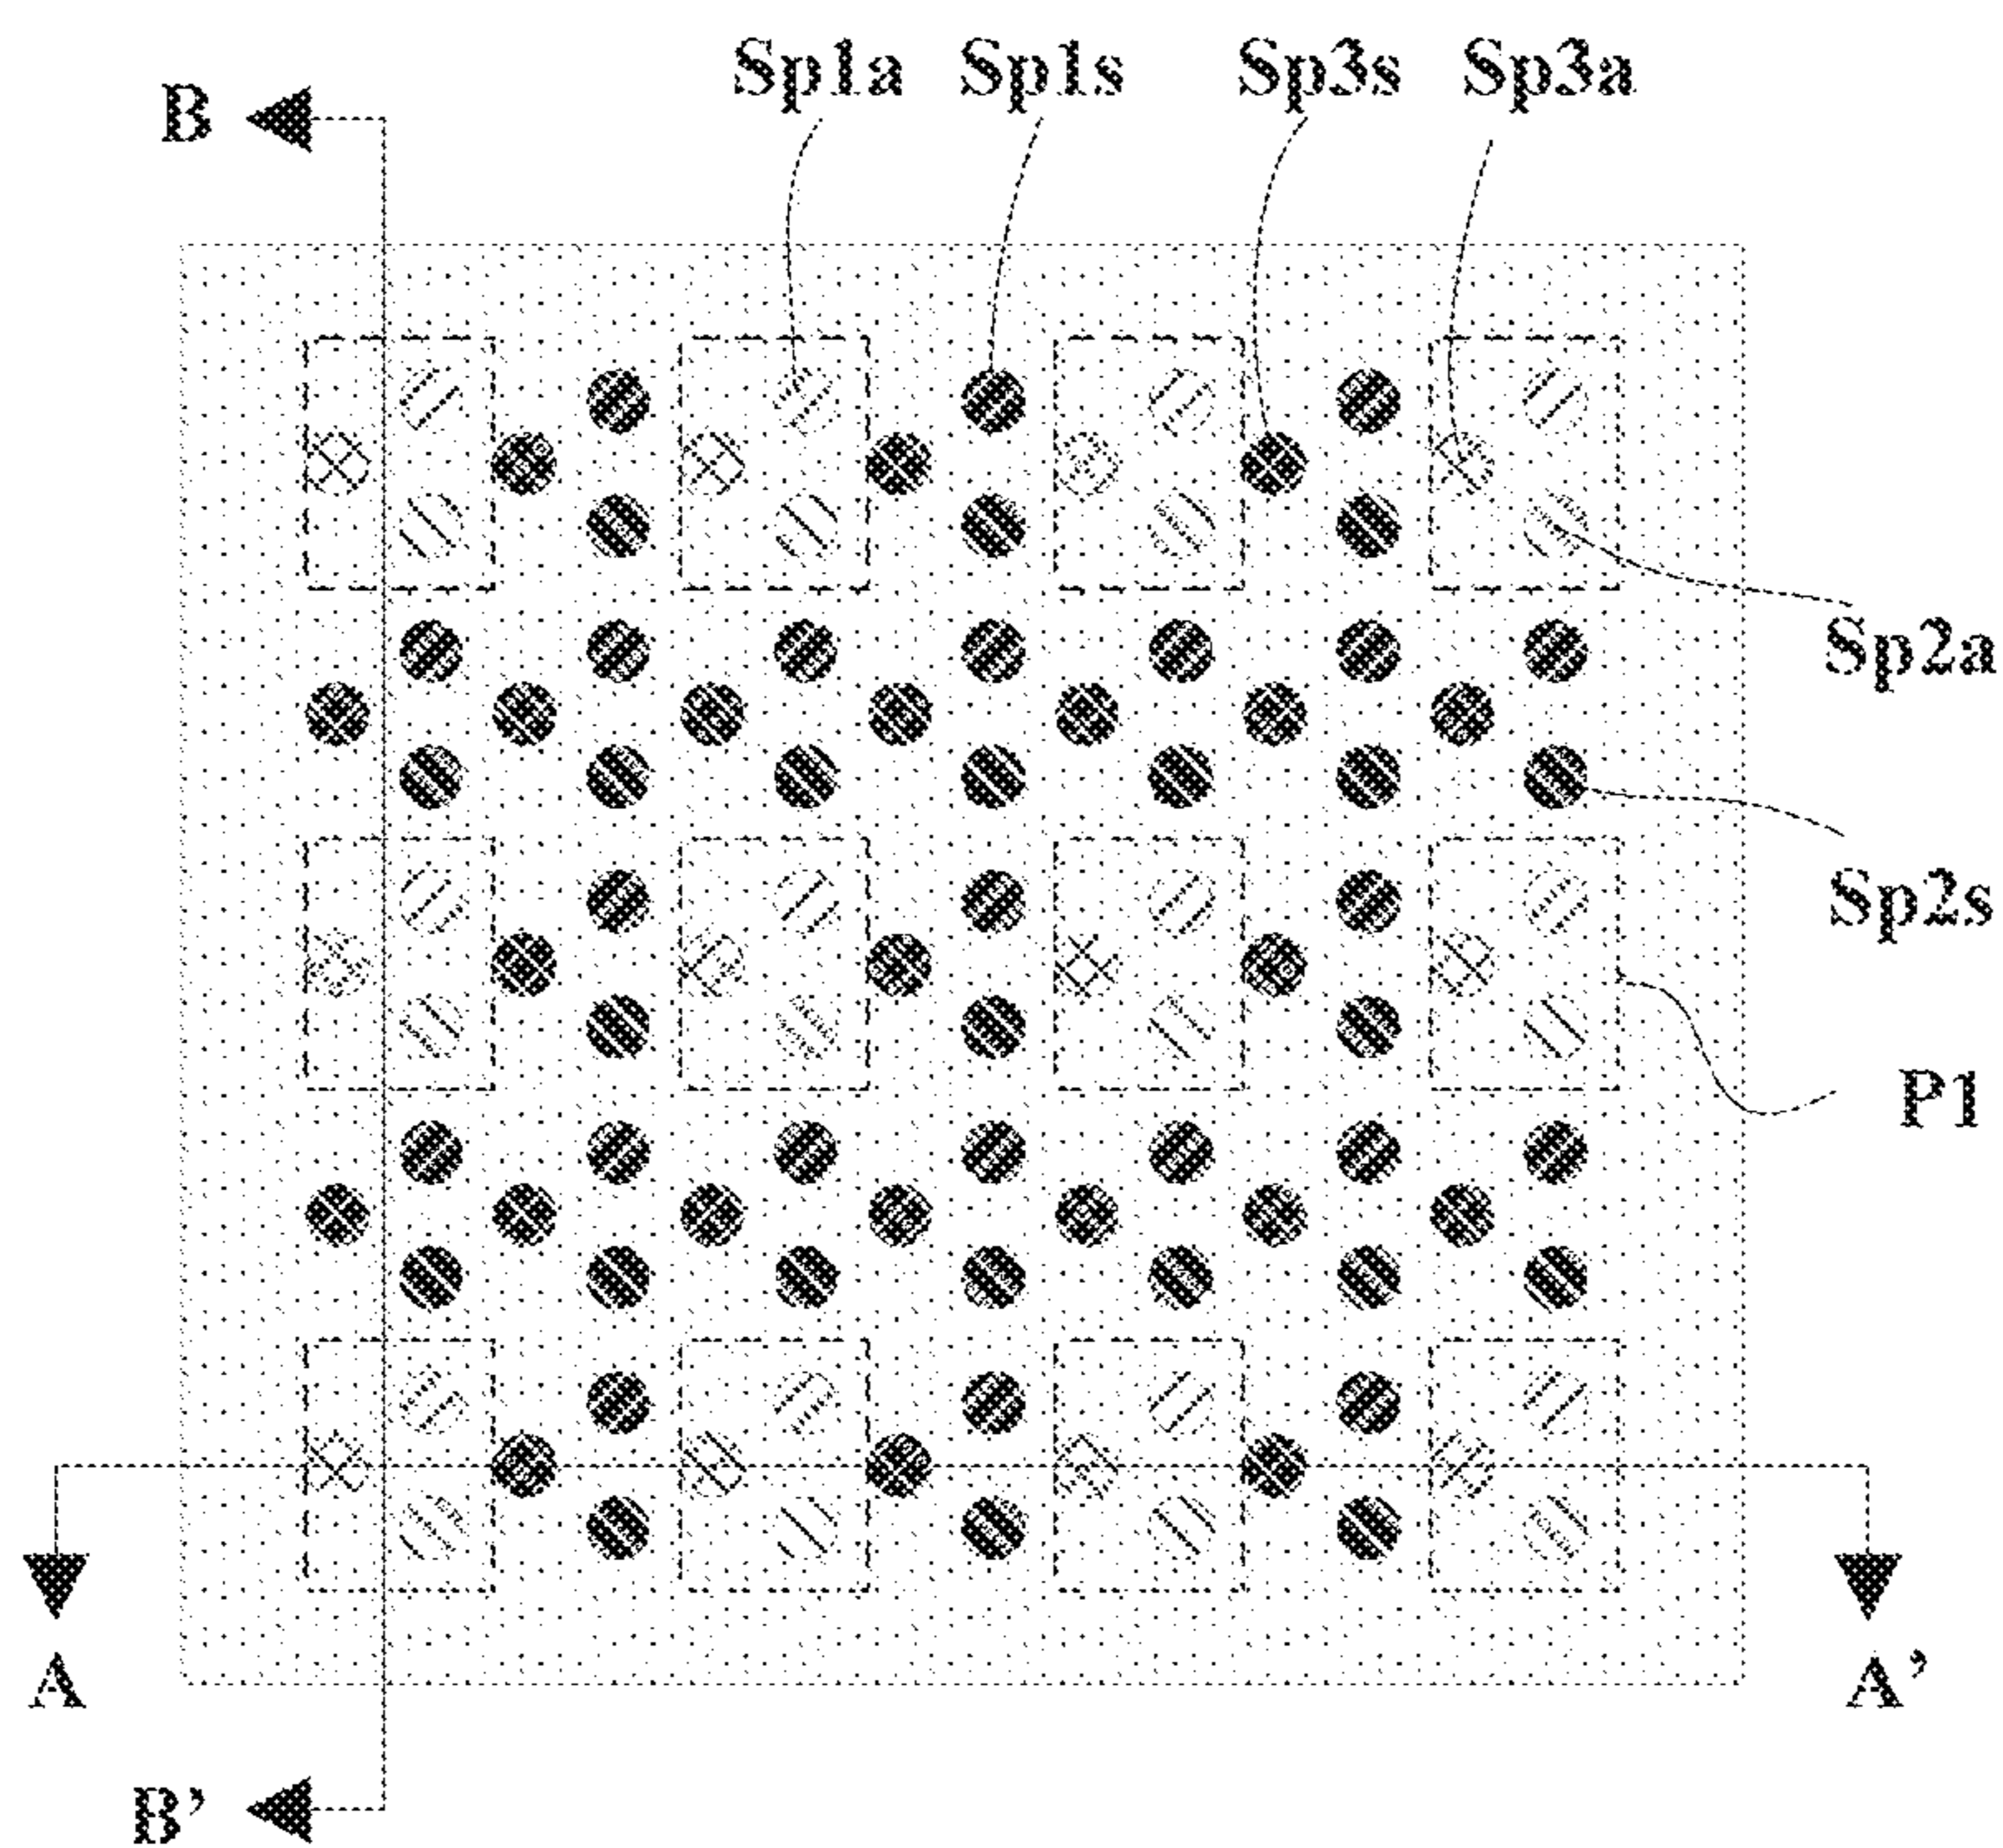 Sp1a Sp1s Sp3s Sp3a
B
Sp2a
Sp2s
P1
A A’
B’